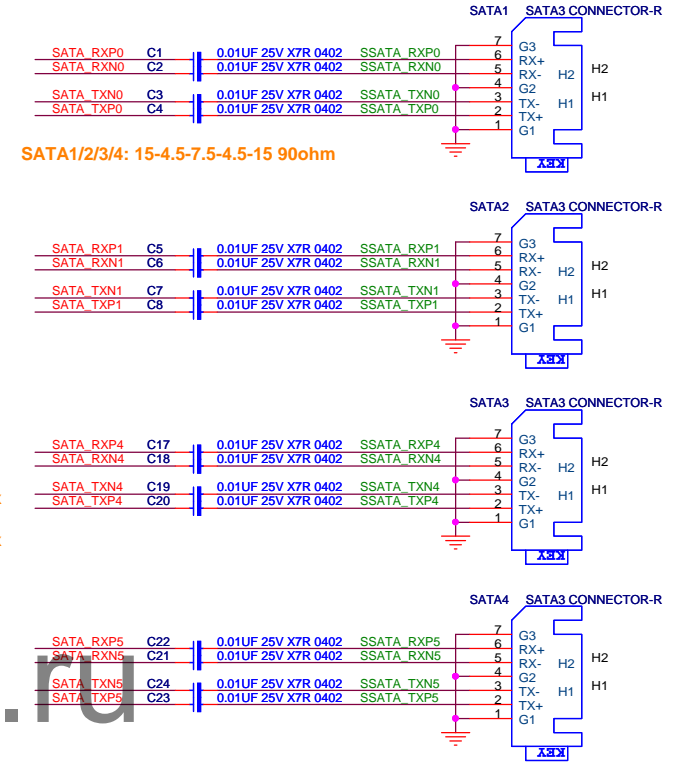 SATA1 SATA3 CONNECTOR-R
7 G3
SATA_RXP0 C1 0.01UF 25V X7R 0402 SSATA_RXP0 6 RX+
SATA_RXN0 C2 0.01UF 25V X7R 0402 SSATA_RXN0 5 RX- H2 H2
4 G2
SATA_TXN0 C3 0.01UF 25V X7R 0402 SSATA_TXN0 3 TX- H1 H1
SATA_TXP0 C4 0.01UF 25V X7R 0402 SSATA_TXP0 2 TX+
1 G1
KEY
SATA1/2/3/4: 15-4.5-7.5-4.5-15 90ohm
SATA2 SATA3 CONNECTOR-R
7 G3
SATA_RXP1 C5 0.01UF 25V X7R 0402 SSATA_RXP1 6 RX+
SATA_RXN1 C6 0.01UF 25V X7R 0402 SSATA_RXN1 5 RX- H2 H2
4 G2
SATA_TXN1 C7 0.01UF 25V X7R 0402 SSATA_TXN1 3 TX- H1 H1
SATA_TXP1 C8 0.01UF 25V X7R 0402 SSATA_TXP1 2 TX+
1 G1
KEY
SATA3 SATA3 CONNECTOR-R
7 G3
SATA_RXP4 C17 0.01UF 25V X7R 0402 SSATA_RXP4 6 RX+
SATA_RXN4 C18 0.01UF 25V X7R 0402 SSATA_RXN4 5 RX- H2 H2
4 G2
SATA_TXN4 C19 0.01UF 25V X7R 0402 SSATA_TXN4 3 TX- H1 H1
SATA_TXP4 C20 0.01UF 25V X7R 0402 SSATA_TXP4 2 TX+
1 G1
KEY
SATA4 SATA3 CONNECTOR-R
7 G3
SATA_RXP5 C22 0.01UF 25V X7R 0402 SSATA_RXP5 6 RX+
SATA_RXN5 C21 0.01UF 25V X7R 0402 SSATA_RXN5 5 RX- H2 H2
4 G2
SATA_TXN5 C24 0.01UF 25V X7R 0402 SSATA_TXN5 3 TX- H1 H1
SATA_TXP5 C23 0.01UF 25V X7R 0402 SSATA_TXP5 2 TX+
1 G1
KEY
.ru